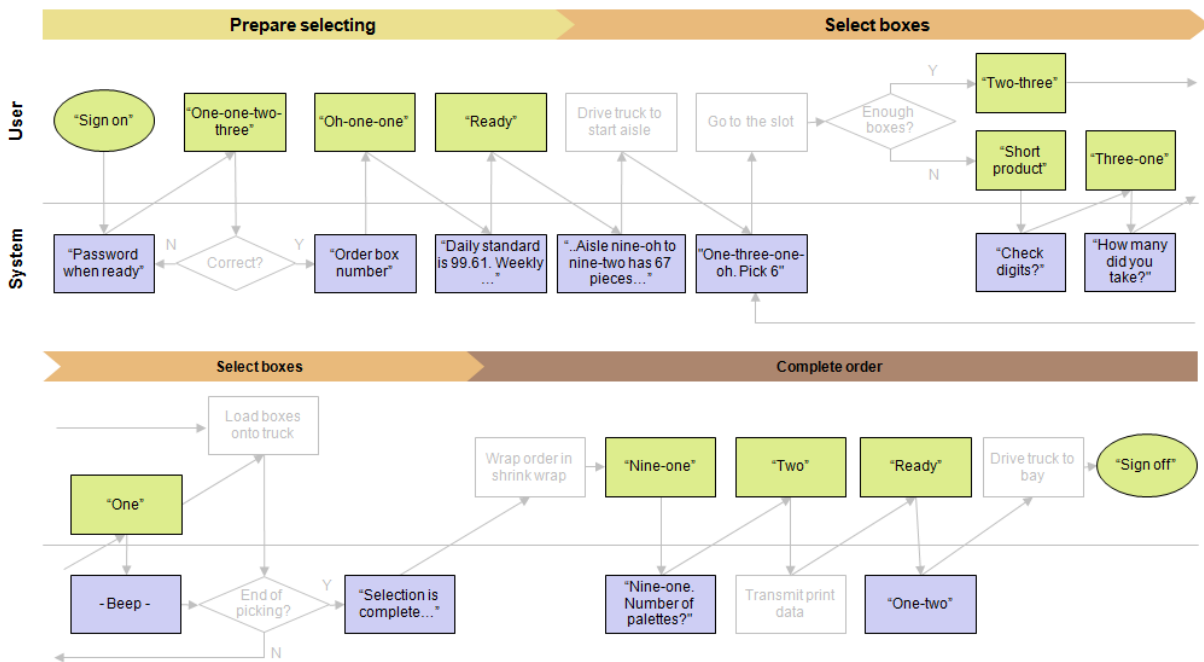 Prepare selecting
Select boxes
User
“Sign on”
“One-one-two-
three”
“Oh-one-one”
“Ready”
Drive truck to
start aisle
Go to the slot
Enough
boxes?
Y
N
“Two-three”
“Short
product”
“Three-one”
System
“Password
when ready”
N
Correct?
Y
“Order box
number”
“Daily standard
is 99.61. Weekly
…”
“..Aisle nine-oh to
nine-two has 67
pieces…”
"One-three-one-
oh. Pick 6"
“Check
digits?”
“How many
did you
take?"
Select boxes
Complete order
Load boxes
onto truck
“One”
Wrap order in
shrink wrap
“Nine-one”
“Two”
“Ready”
Drive truck to
bay
“Sign off”
- Beep -
End of
picking?
Y
N
“Selection is
complete…”
“Nine-one.
Number of
palettes?"
Transmit print
data
“One-two”